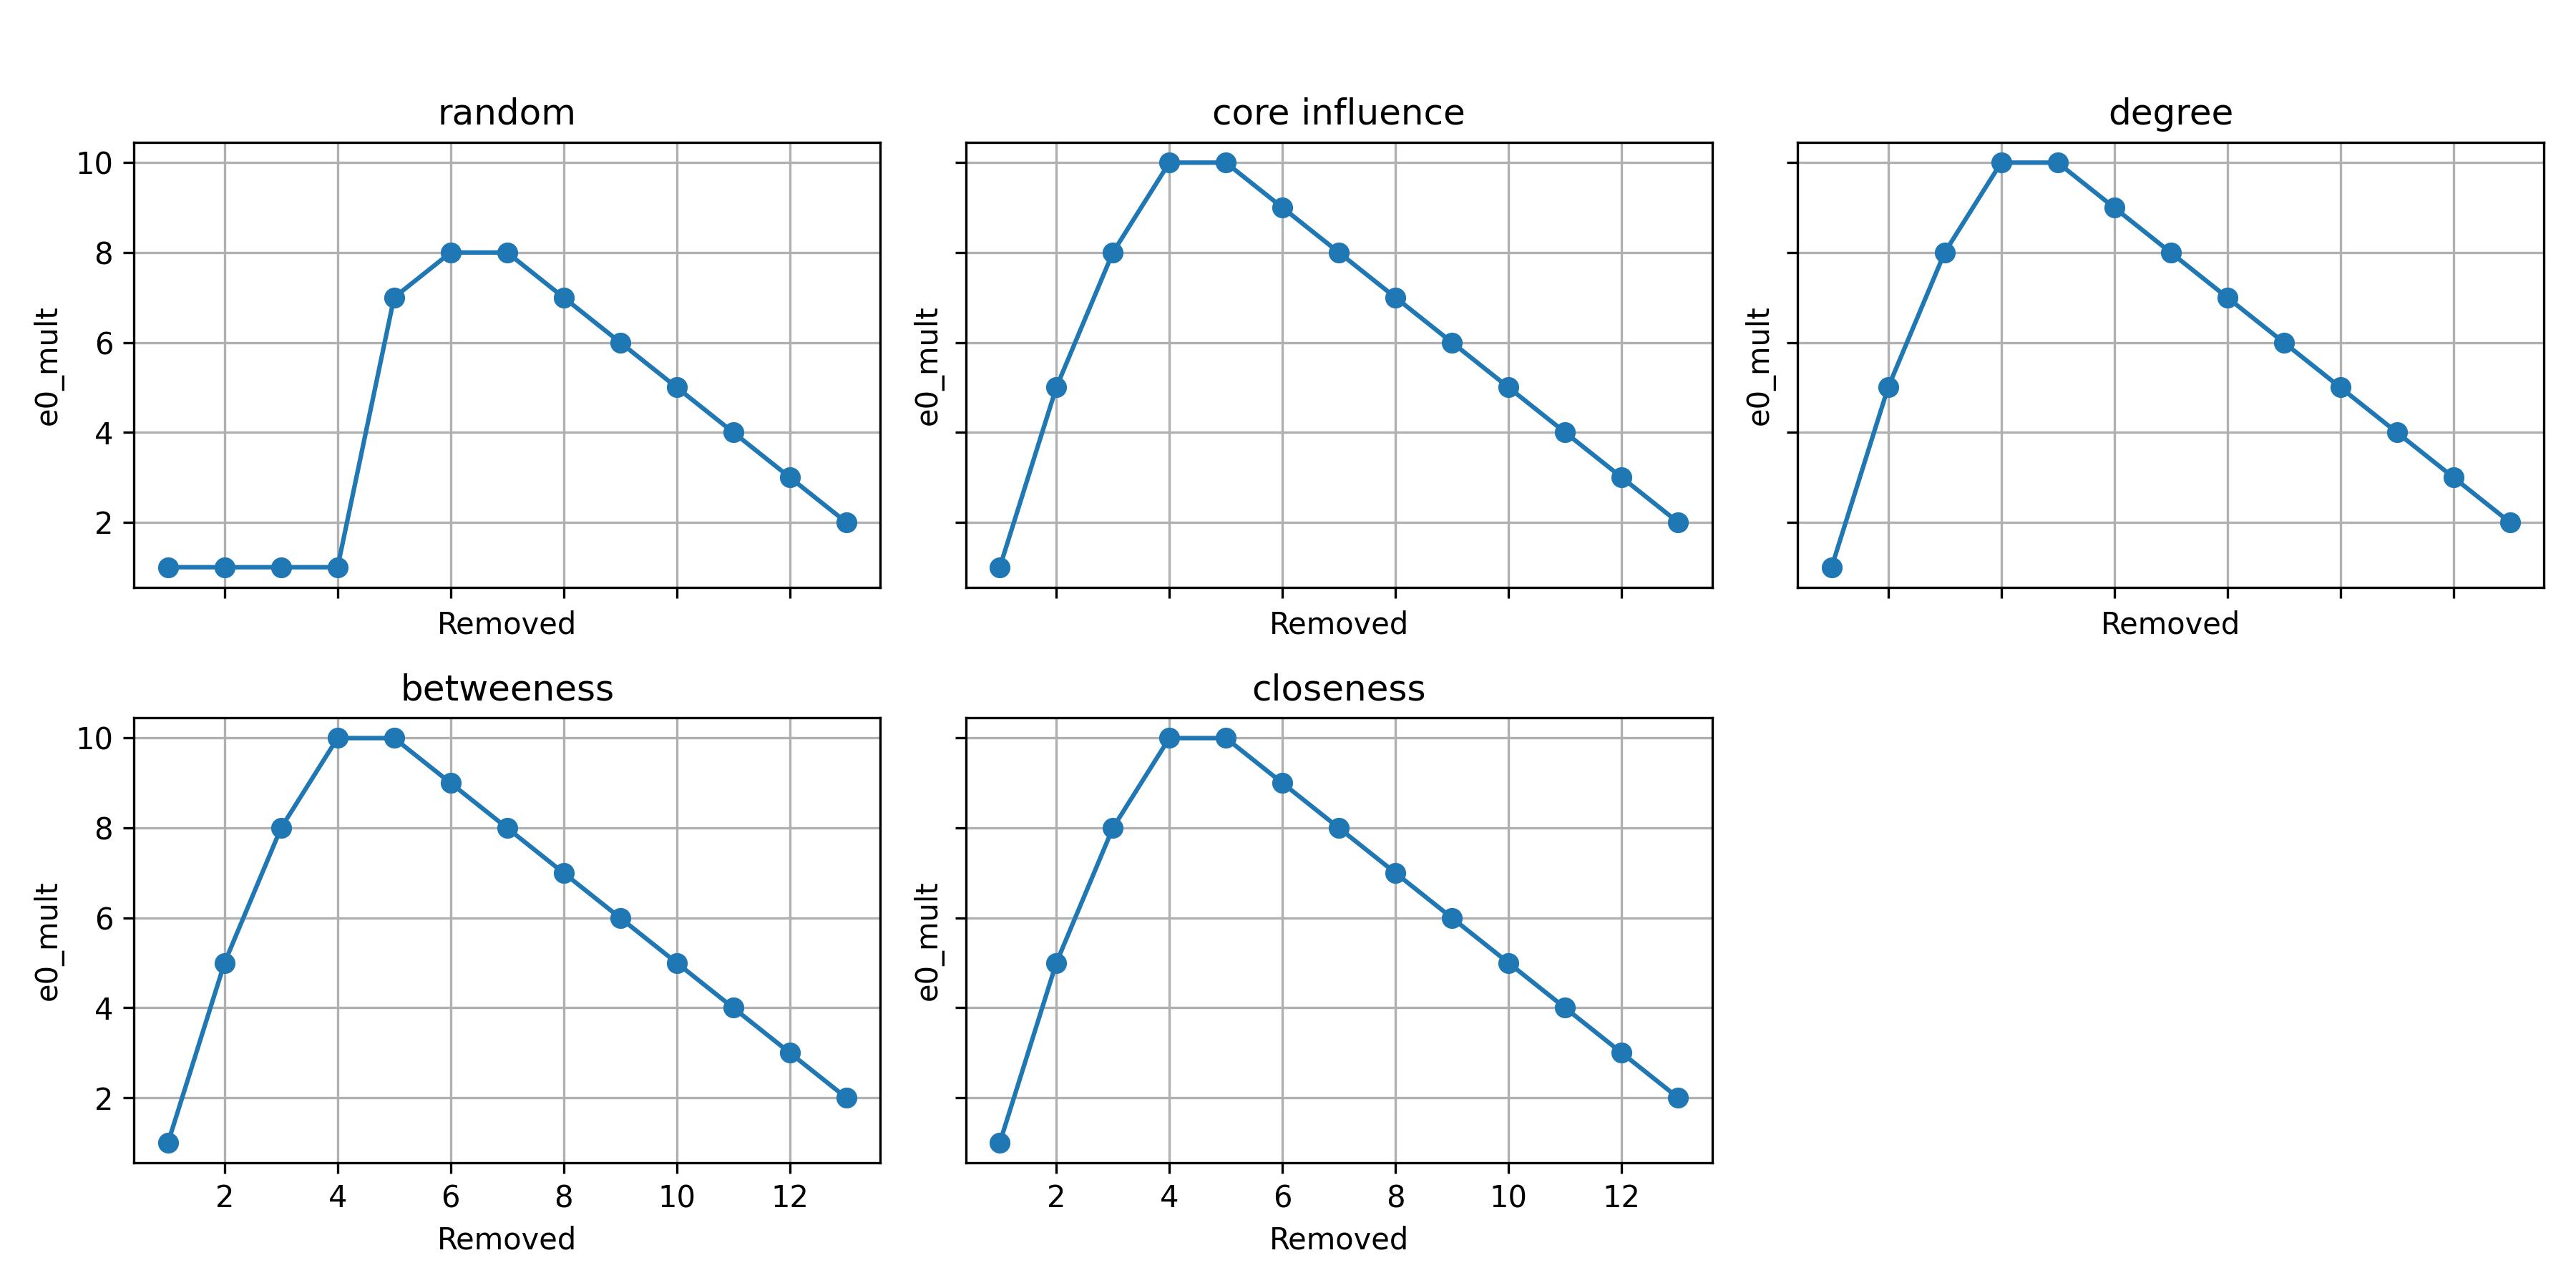 random
core influence
degree
10
8
6
4
2
e0_mult
e0_mult
e0_mult
Removed
Removed
Removed
betweeness
closeness
10
8
6
4
2
e0_mult
e0_mult
2 4 6 8 10 12
2 4 6 8 10 12
Removed
Removed